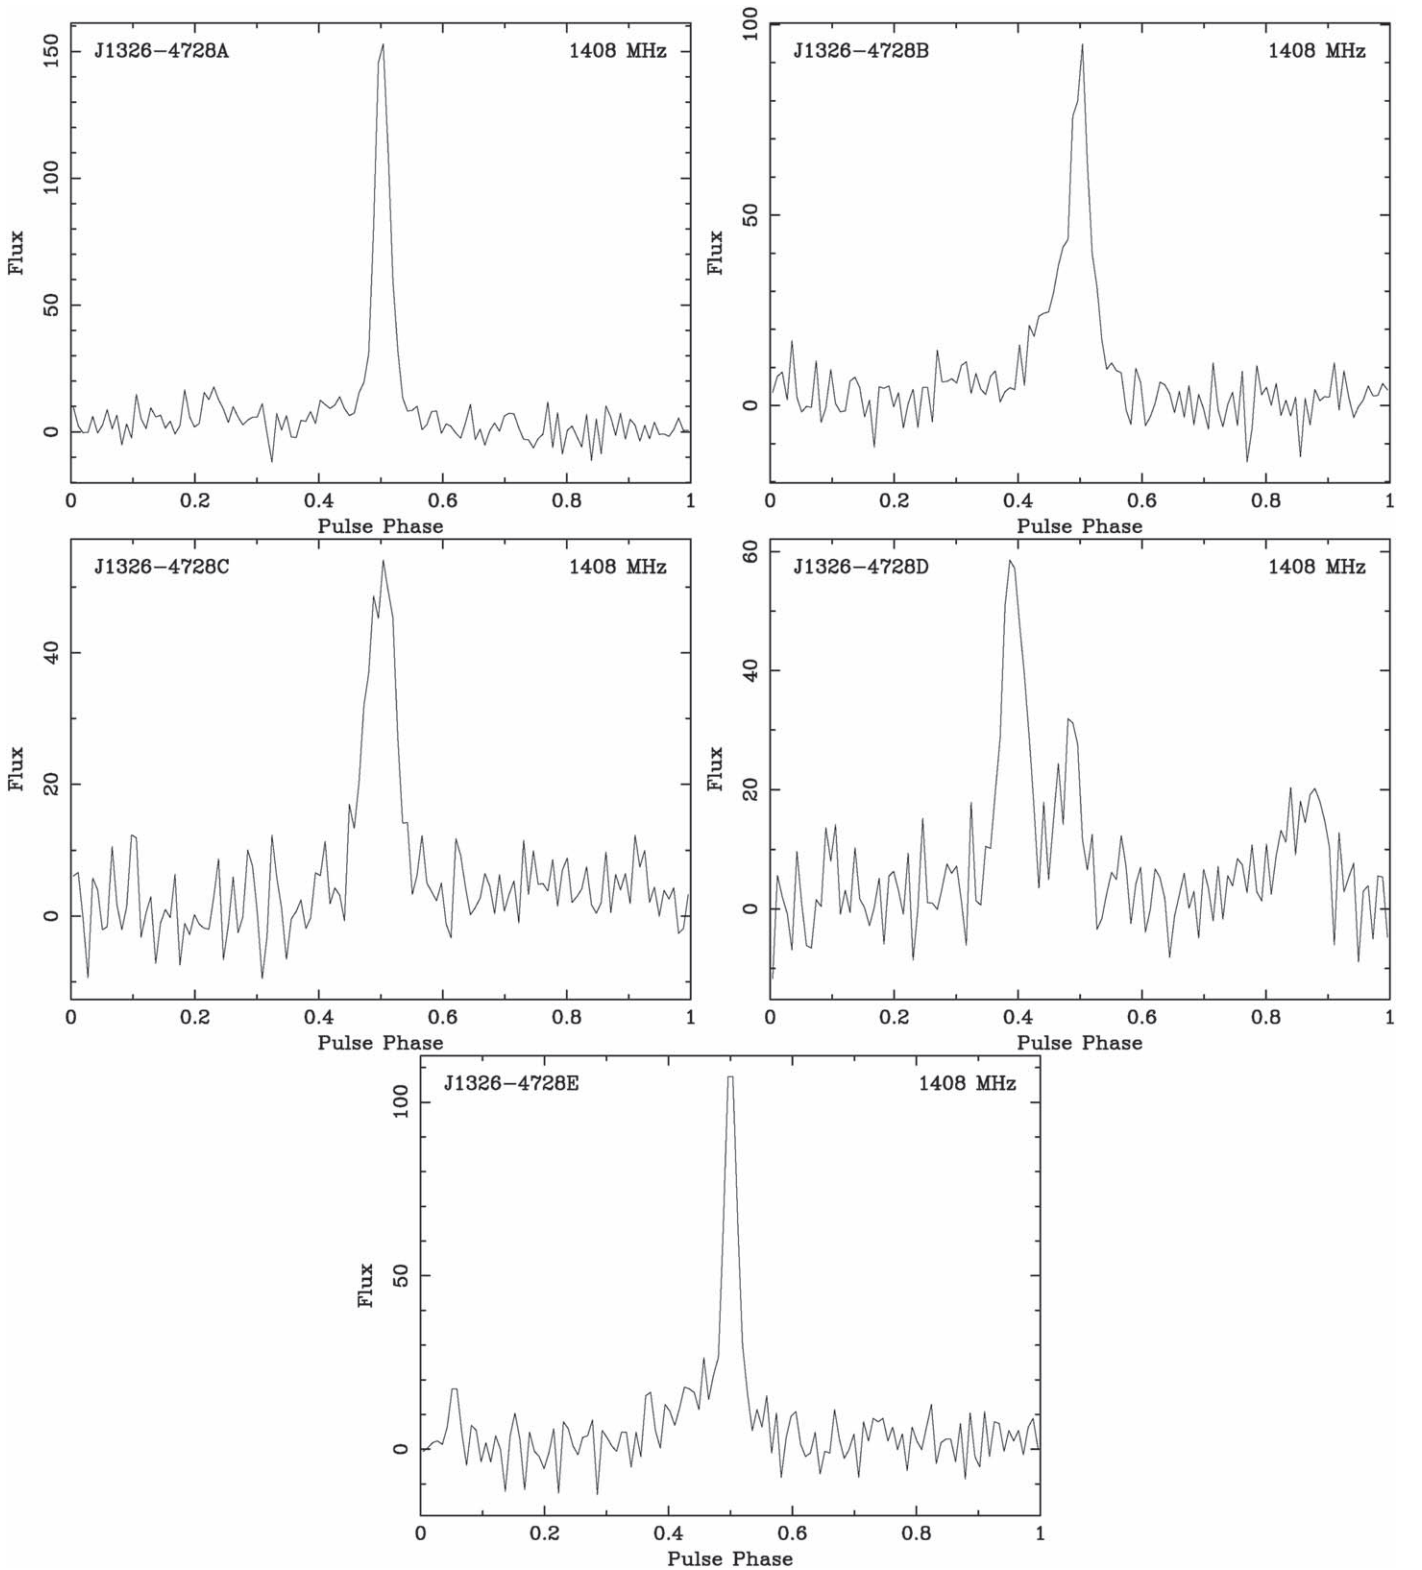 J1326−4728A 1408 MHz
150
100
50
0
Flux
0 0.2 0.4 0.6 0.8 1
Pulse Phase
J1326−4728B 1408 MHz
100
50
0
Flux
0 0.2 0.4 0.6 0.8 1
Pulse Phase
J1326−4728C 1408 MHz
40
20
0
Flux
0 0.2 0.4 0.6 0.8 1
Pulse Phase
J1326−4728D 1408 MHz
60
40
20
0
Flux
0 0.2 0.4 0.6 0.8 1
Pulse Phase
J1326−4728E 1408 MHz
100
50
0
Flux
0 0.2 0.4 0.6 0.8 1
Pulse Phase